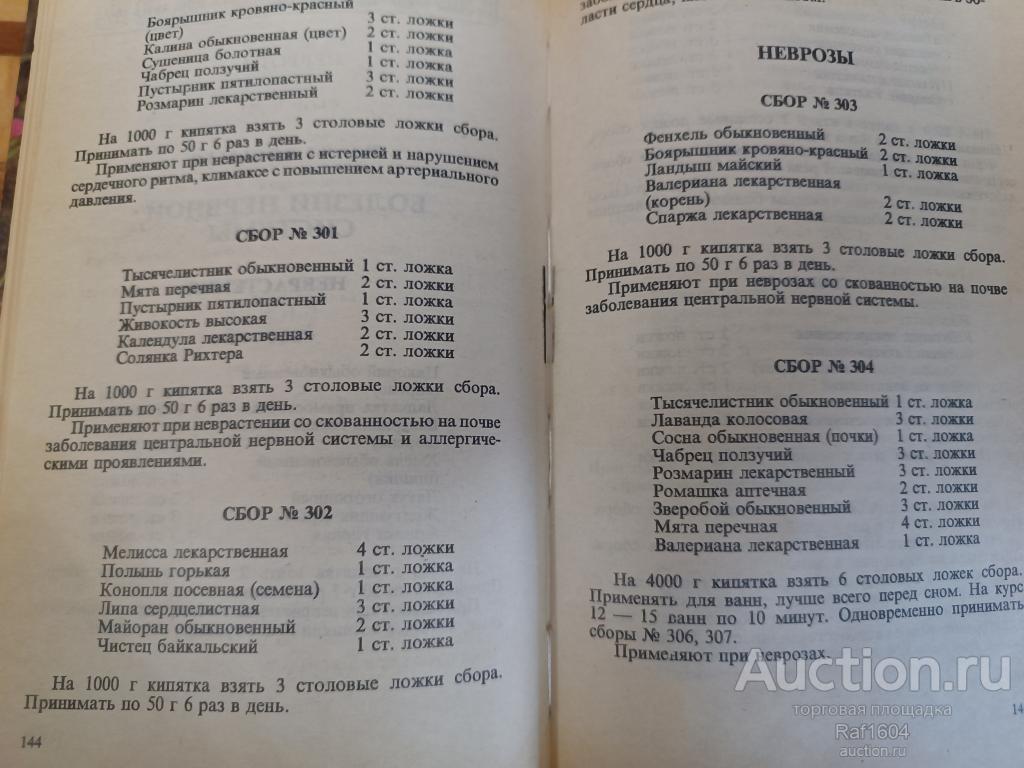 Боярышник кровяно-красный
(цвет) 3 ст. ложки
Калина обыкновенная (цвет) 2 ст. ложки
Сушеница болотная 1 ст. ложка
Чабрец ползучий 1 ст. ложка
Пустырник пятилопастный 3 ст. ложки
Розмарин лекарственный 2 ст. ложки
На 1000 г кипятка взять 3 столовые ложки сбора.
Принимать по 50 г 6 раз в день.
Применяют при неврастении с истерией и нарушением
сердечного ритма, климаксе с повышением артериального
давления.
СБОР № 301
Тысячелистник обыкновенный 1 ст. ложка
Мята перечная 2 ст. ложки
Пустырник пятилопастный 1 ст. ложка
Живокость высокая 3 ст. ложки
Календула лекарственная 2 ст. ложки
Солянка Рихтера 2 ст. ложки
На 1000 г кипятка взять 3 столовые ложки сбора.
Принимать по 50 г 6 раз в день.
Применяют при неврастении со скованностью на почве
заболевания центральной нервной системы и аллергиче-
скими проявлениями.
СБОР № 302
Мелисса лекарственная 4 ст. ложки
Полынь горькая 1 ст. ложка
Конопля посевная (семена) 1 ст. ложка
Липа сердцелистная 3 ст. ложки
Майоран обыкновенный 2 ст. ложки
Чистец байкальский 1 ст. ложка
На 1000 г кипятка взять 3 столовые ложки сбора.
Принимать по 50 г 6 раз в день.
144
ласти сердца,
НЕВРОЗЫ
СБОР № 303
Фенхель обыкновенный 2 ст. ложки
Боярышник кровяно-красный 2 ст. ложки
Ландыш майский 1 ст. ложка
Валериана лекарственная
(корень) 2 ст. ложки
Спаржа лекарственная 2 ст. ложки
На 1000 г кипятка взять 3 столовые ложки сбора.
Принимать по 50 г 6 раз в день.
Применяют при неврозах со скованностью на почве
заболевания центральной нервной системы.
СБОР № 304
Тысячелистник обыкновенный 1 ст. ложка
Лаванда колосовая 3 ст. ложки
Сосна обыкновенная (почки) 1 ст. ложка
Чабрец ползучий 3 ст. ложки
Розмарин лекарственный 3 ст. ложки
Ромашка аптечная 2 ст. ложки
Зверобой обыкновенный 3 ст. ложки
Мята перечная 4 ст. ложки
Валериана лекарственная 1 ст. ложка
На 4000 г кипятка взять 6 столовых ложек сбора.
Применять для ванн, лучше всего перед сном. На курс
12 — 15 ванн по 10 минут. Одновременно принимать
сборы № 306, 307.
Применяют при неврозах.
14
Auction.ru
торговая площадка
Raf1604
auction.ru